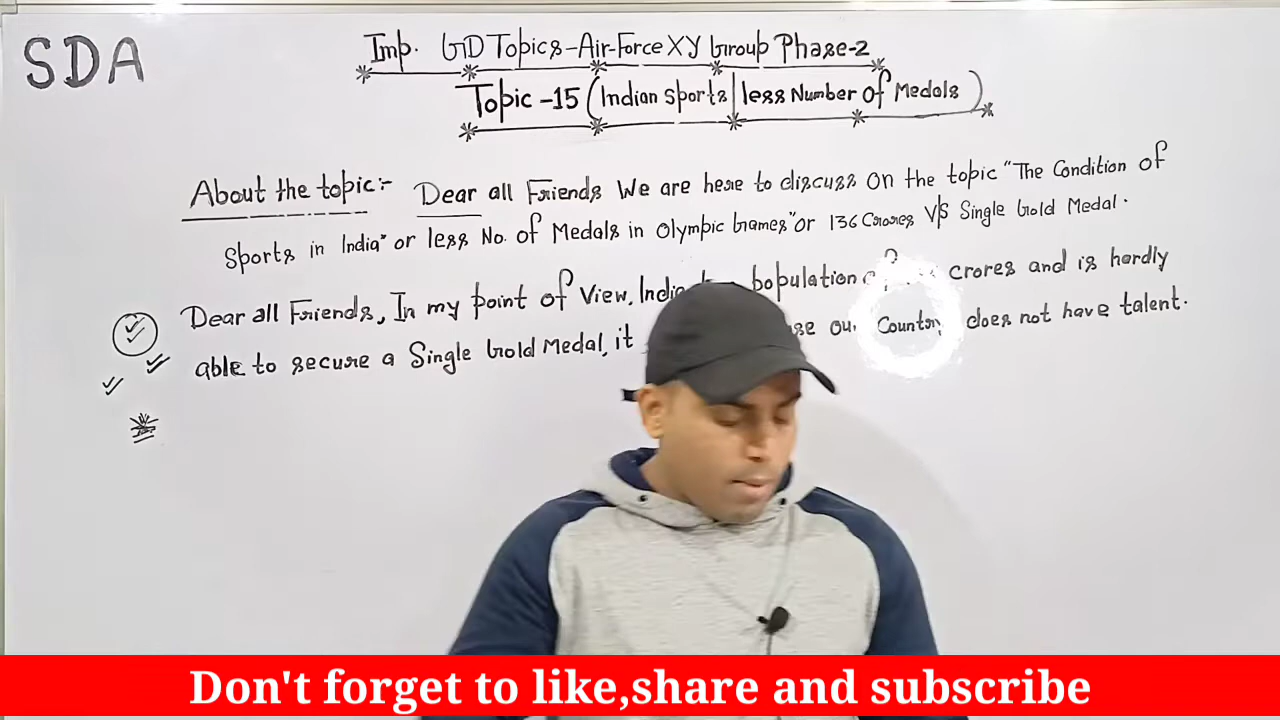 SDA
Imp. GD Topics-Air-Force XY Group Phase-2
Topic-15 (Indian Sports | less Number of Medals)
About the topic:- Dear all Friends We are here to discuss on the topic "The Condition of
Sports in India" or less No. of Medals in Olympic Games" or 136 Crores V/s Single Gold Medal.
Dear all Friends, In my point of View, India population crores and is hardly
able to secure a Single Gold Medal, it our Country does not have talent.
Don't forget to like,share and subscribe